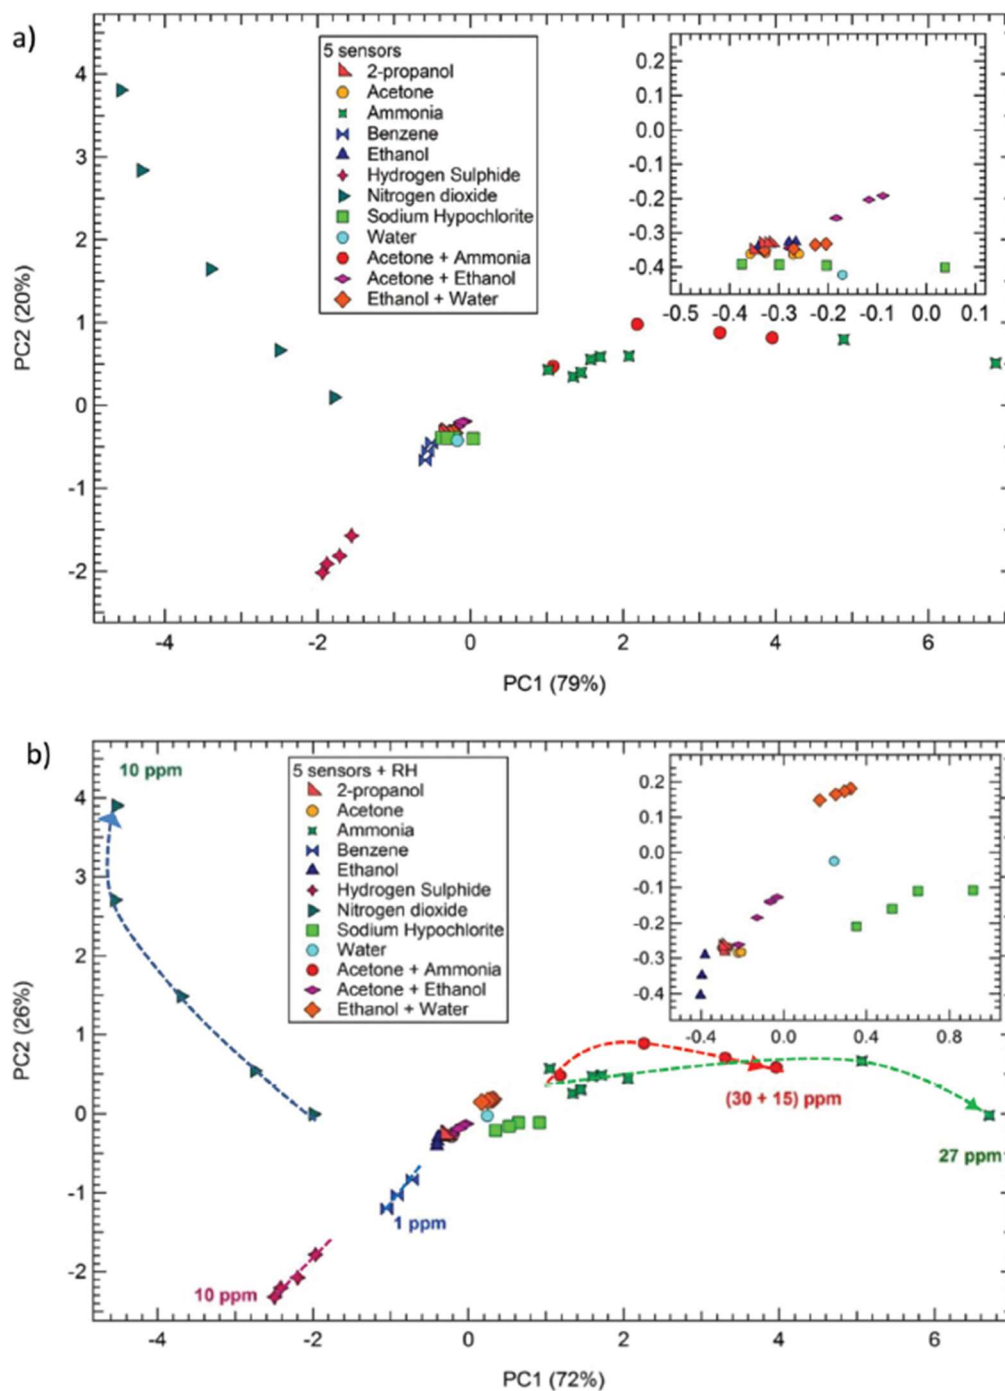 a)
5 sensors
2-propanol
Acetone
Ammonia
Benzene
Ethanol
Hydrogen Sulphide
Nitrogen dioxide
Sodium Hypochlorite
Water
Acetone + Ammonia
Acetone + Ethanol
Ethanol + Water
0.2
0.1
0.0
-0.1
-0.2
-0.3
-0.4
-0.5 -0.4 -0.3 -0.2 -0.1 0.0 0.1
4
3
2
1
0
-1
-2
PC2 (20%)
-4 -2 0 2 4 6
PC1 (79%)
b)
10 ppm
5 sensors + RH
2-propanol
Acetone
Ammonia
Benzene
Ethanol
Hydrogen Sulphide
Nitrogen dioxide
Sodium Hypochlorite
Water
Acetone + Ammonia
Acetone + Ethanol
Ethanol + Water
0.2
0.1
0.0
-0.1
-0.2
-0.3
-0.4
-0.4 0.0 0.4 0.8
4
3
2
1
0
-1
-2
PC2 (26%)
(30 + 15) ppm
27 ppm
1 ppm
10 ppm
-4 -2 0 2 4 6
PC1 (72%)